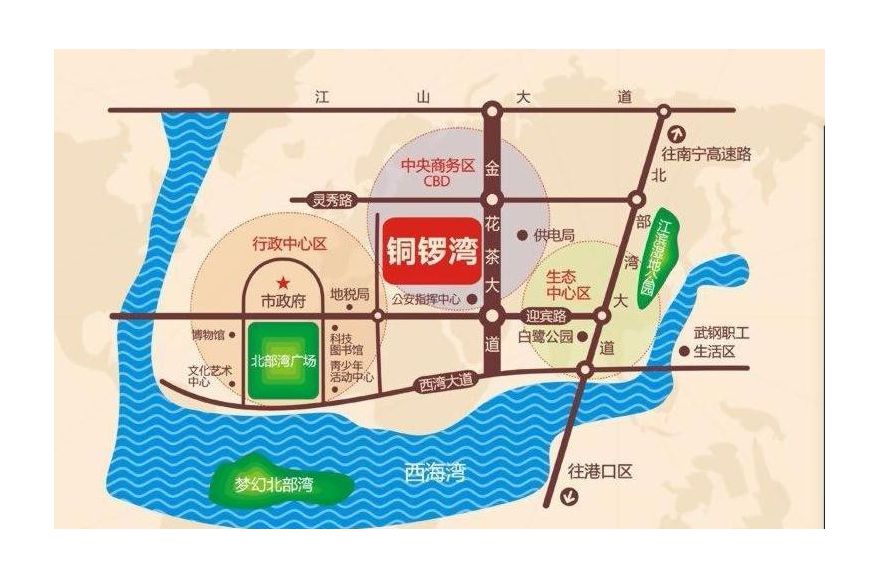 江山大道
往南宁高速路
中央商务区
CBD
金花茶大道
北部湾大道
灵秀路
铜锣湾
供电局
江滨湿地公园
行政中心区
市政府
地税局
公安指挥中心
生态
中心区
迎宾路
白鹭公园
博物馆
科技
图书馆
北部湾广场
青少年
活动中心
文化艺术
中心
西湾大道
武钢职工
生活区
西海湾
梦幻北部湾
往港口区